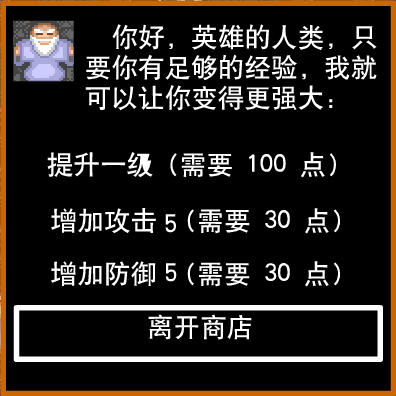 你好，英雄的人类，只
要你有足够的经验，我就
可以让你变得更强大：
提升一级（需要 100 点）
增加攻击 5（需要 30 点）
增加防御 5（需要 30 点）
离开商店